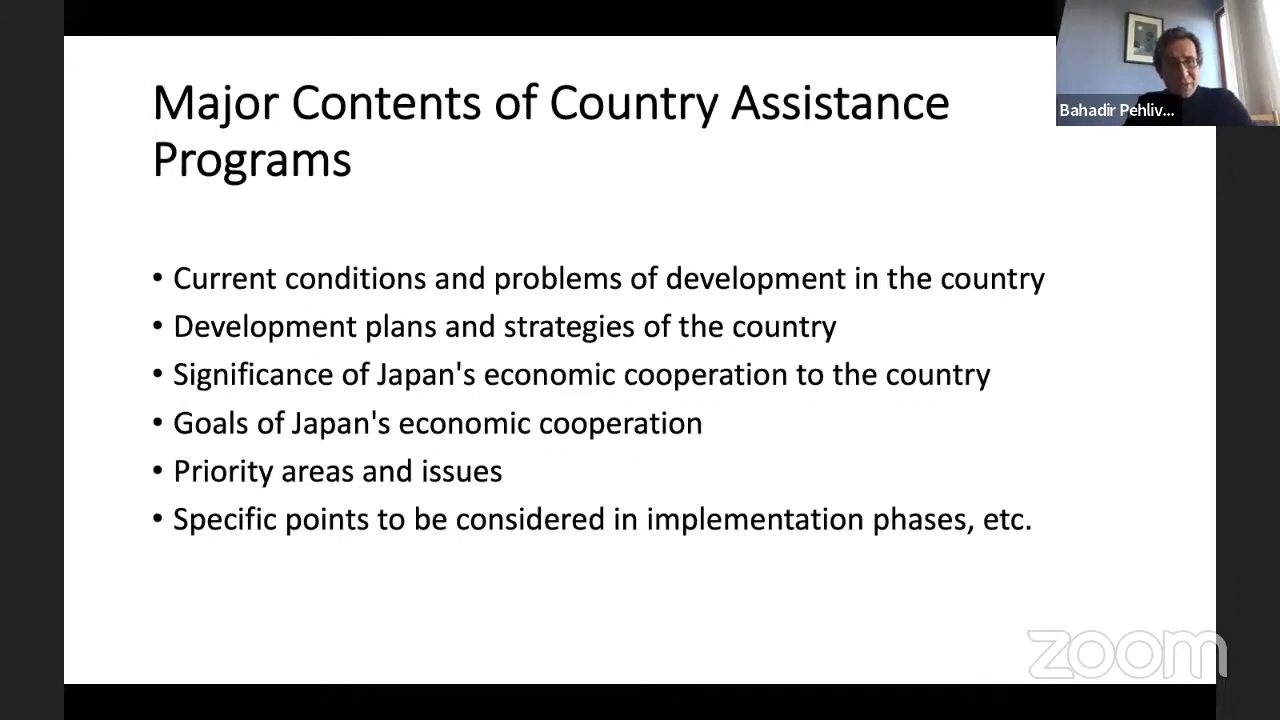 Major Contents of Country Assistance
Programs
Bahadir Pehliv...
• Current conditions and problems of development in the country
• Development plans and strategies of the country
• Significance of Japan's economic cooperation to the country
• Goals of Japan's economic cooperation
• Priority areas and issues
• Specific points to be considered in implementation phases, etc.
zoom